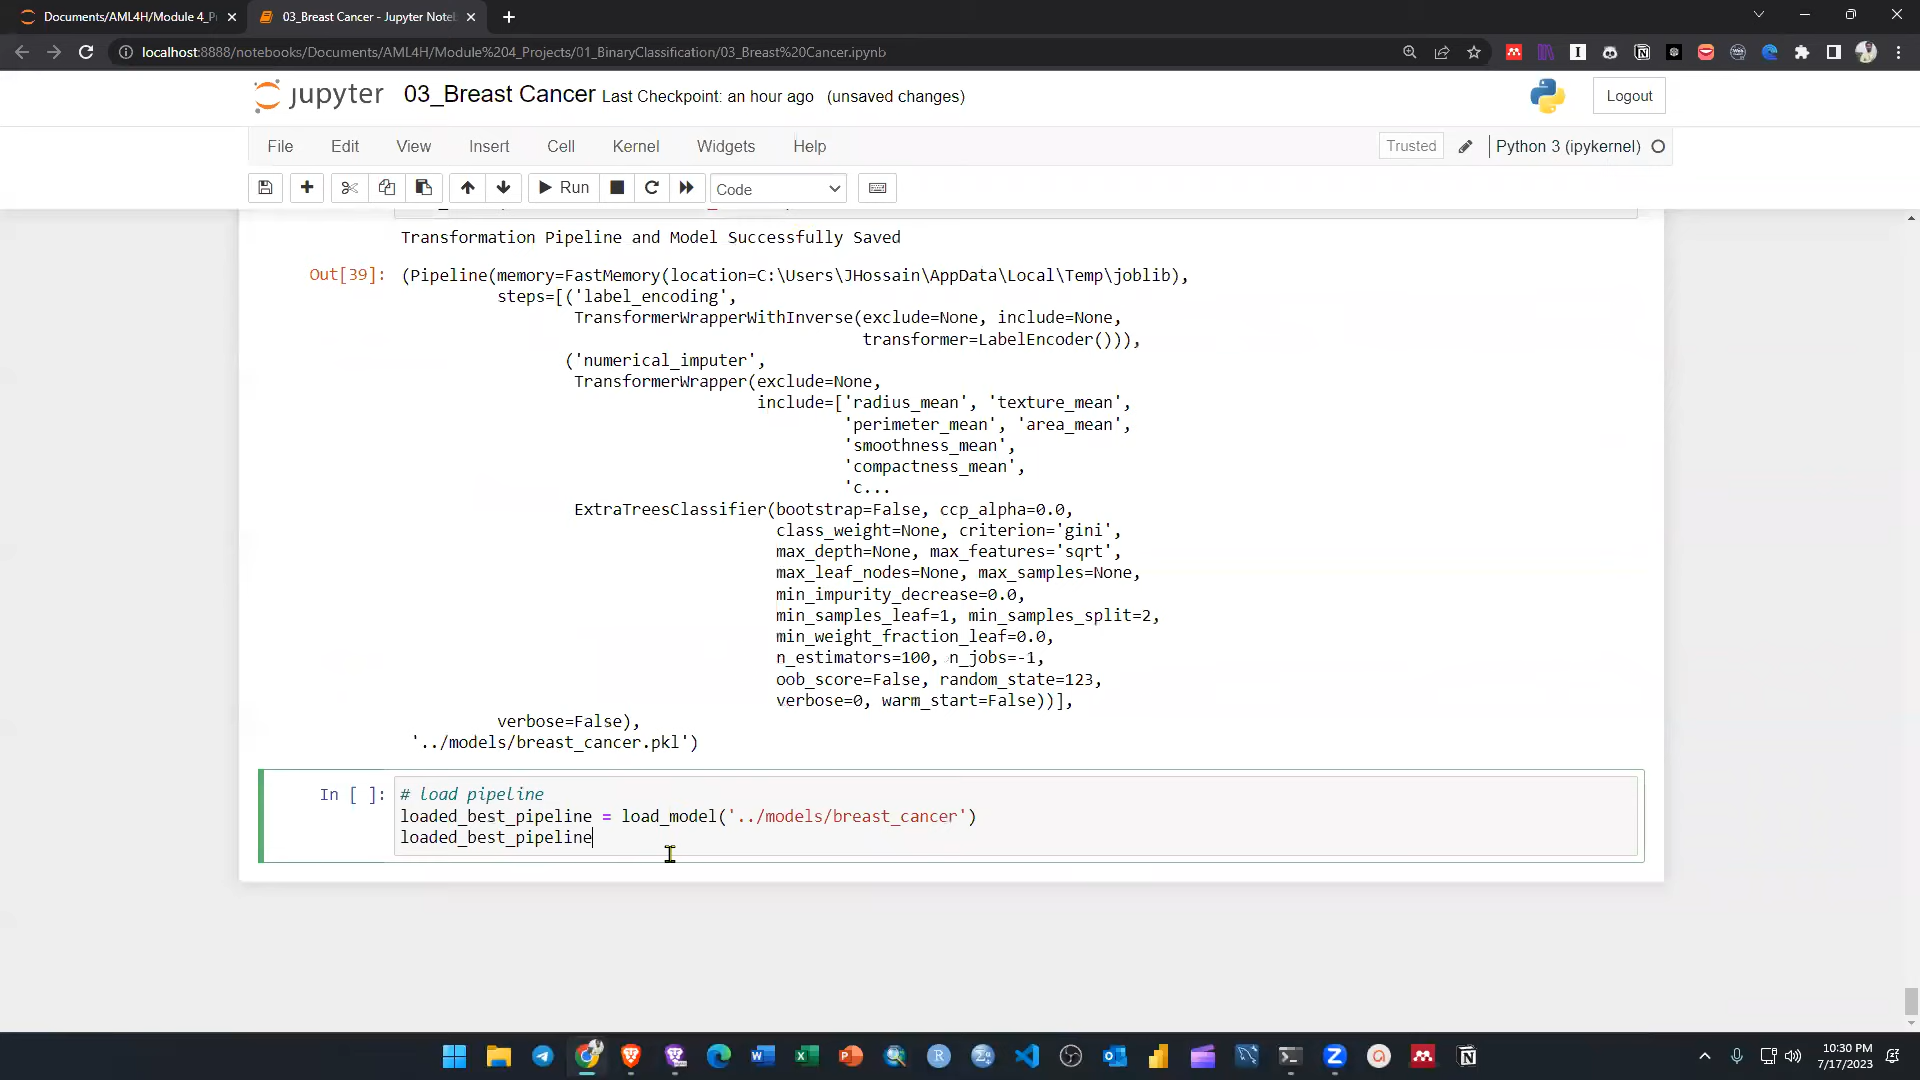 Documents/AML4H/Module 4_P
03_Breast Cancer - Jupyter Note
localhost:8888/notebooks/Documents/AML4H/Module%204_Projects/01_BinaryClassification/03_Breast%20Cancer.ipynb
jupyter 03_Breast Cancer Last Checkpoint: an hour ago (unsaved changes)
Logout
File Edit View Insert Cell Kernel Widgets Help
Trusted Python 3 (ipykernel)
Run Code
Transformation Pipeline and Model Successfully Saved
Out[39]: (Pipeline(memory=FastMemory(location=C:\Users\JHossain\AppData\Local\Temp\joblib),
steps=[('label_encoding',
TransformerWrapperWithInverse(exclude=None, include=None,
transformer=LabelEncoder())),
('numerical_imputer',
TransformerWrapper(exclude=None,
include=['radius_mean', 'texture_mean',
'perimeter_mean', 'area_mean',
'smoothness_mean',
'compactness_mean',
'c...
ExtraTreesClassifier(bootstrap=False, ccp_alpha=0.0,
class_weight=None, criterion='gini',
max_depth=None, max_features='sqrt',
max_leaf_nodes=None, max_samples=None,
min_impurity_decrease=0.0,
min_samples_leaf=1, min_samples_split=2,
min_weight_fraction_leaf=0.0,
n_estimators=100, n_jobs=-1,
oob_score=False, random_state=123,
verbose=0, warm_start=False))],
verbose=False),
'../models/breast_cancer.pkl')
In [ ]: # load pipeline
loaded_best_pipeline = load_model('../models/breast_cancer')
loaded_best_pipeline
10:30 PM
7/17/2023